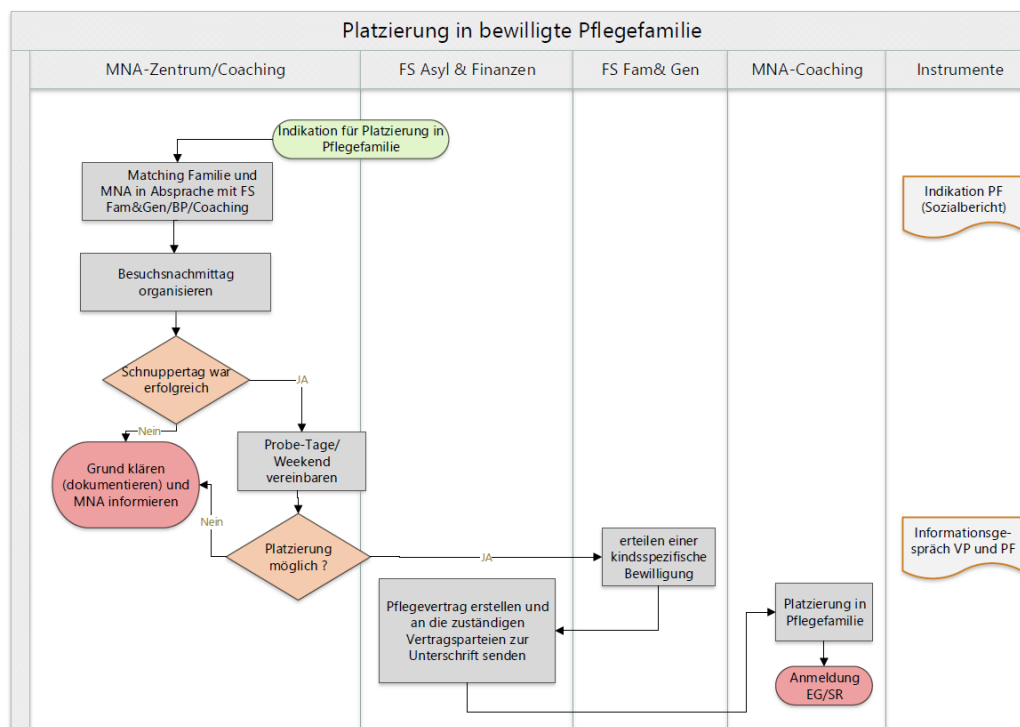 Platzierung in bewilligte Pflegefamilie
MNA-Zentrum/Coaching
FS Asyl & Finanzen
FS Fam& Gen
MNA-Coaching
Instrumente
Indikation für Platzierung in
Pflegefamilie
Matching Familie und
MNA in Absprache mit FS
Fam&Gen/BP/Coaching
Indikation PF
(Sozialbericht)
Besuchsnachmittag
organisieren
Schnuppertag war
erfolgreich
JA
Nein
Probe-Tage/
Weekend
vereinbaren
Grund klären
(dokumentieren) und
MNA informieren
Nein
Platzierung
möglich ?
JA
erteilen einer
kindsspezifische
Bewilligung
Informationsge-
spräch VP und PF
Pflegevertrag erstellen und
an die zuständigen
Vertragsparteien zur
Unterschrift senden
Platzierung in
Pflegefamilie
Anmeldung
EG/SR